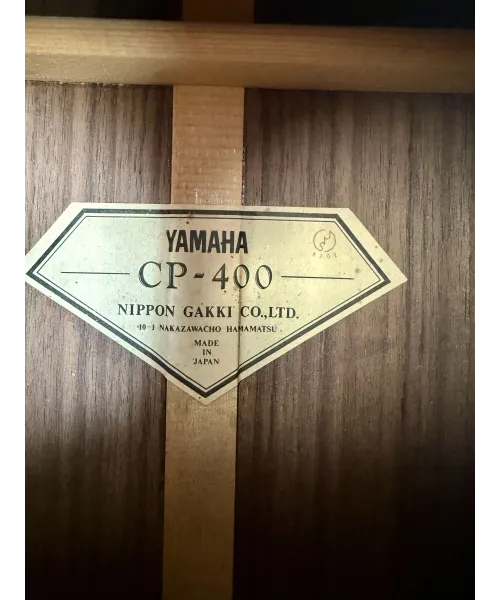 YAMAHA
CP-400
NIPPON GAKKI CO.,LTD.
10-1 NAKAZAWACHO HAMAMATSU
MADE
IN
JAPAN